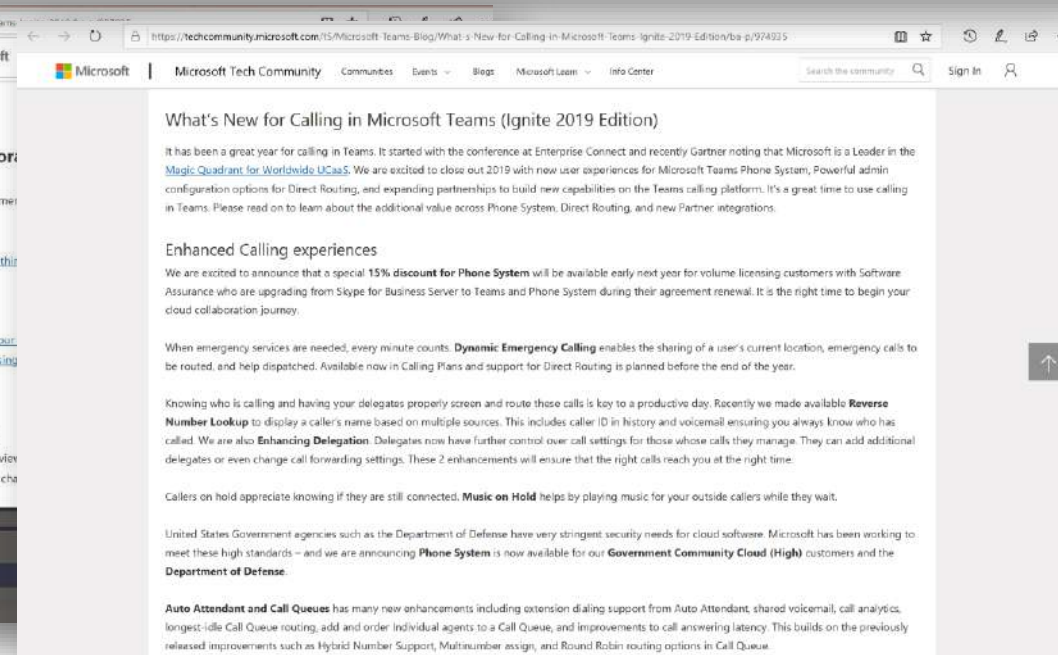 https://techcommunity.microsoft.com/t5/Microsoft-Teams-Blog/What-s-New-for-Calling-in-Microsoft-Teams-Ignite-2019-Edition/ba-p/974935
Microsoft | Microsoft Tech Community Communities Events Blogs Microsoft Learn Info Center Search the community Sign In
What's New for Calling in Microsoft Teams (Ignite 2019 Edition)
It has been a great year for calling in Teams. It started with the conference at Enterprise Connect and recently Gartner noting that Microsoft is a Leader in the
Magic Quadrant for Worldwide UCaaS. We are excited to close out 2019 with new user experiences for Microsoft Teams Phone System, Powerful admin
configuration options for Direct Routing, and expanding partnerships to build new capabilities on the Teams calling platform. It's a great time to use calling
in Teams. Please read on to learn about the additional value across Phone System, Direct Routing, and new Partner integrations.
Enhanced Calling experiences
We are excited to announce that a special 15% discount for Phone System will be available early next year for volume licensing customers with Software
Assurance who are upgrading from Skype for Business Server to Teams and Phone System during their agreement renewal. It is the right time to begin your
cloud collaboration journey.
When emergency services are needed, every minute counts. Dynamic Emergency Calling enables the sharing of a user's current location, emergency calls to
be routed, and help dispatched. Available now in Calling Plans and support for Direct Routing is planned before the end of the year.
Knowing who is calling and having your delegates properly screen and route these calls is key to a productive day. Recently we made available Reverse
Number Lookup to display a caller's name based on multiple sources. This includes caller ID in history and voicemail ensuring you always know who has
called. We are also Enhancing Delegation. Delegates now have further control over call settings for those whose calls they manage. They can add additional
delegates or even change call forwarding settings. These 2 enhancements will ensure that the right calls reach you at the right time.
Callers on hold appreciate knowing if they are still connected. Music on Hold helps by playing music for your outside callers while they wait.
United States Government agencies such as the Department of Defense have very stringent security needs for cloud software. Microsoft has been working to
meet these high standards – and we are announcing Phone System is now available for our Government Community Cloud (High) customers and the
Department of Defense.
Auto Attendant and Call Queues has many new enhancements including extension dialing support from Auto Attendant, shared voicemail, call analytics,
longest-idle Call Queue routing, add and order Individual agents to a Call Queue, and improvements to call answering latency. This builds on the previously
released improvements such as Hybrid Number Support, Multinumber assign, and Round Robin routing options in Call Queue.